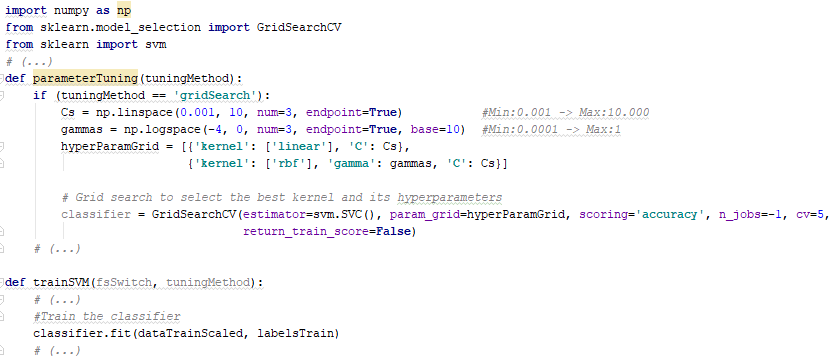 import numpy as np
from sklearn.model_selection import GridSearchCV
from sklearn import svm
# (...)
def parameterTuning(tuningMethod):
    if (tuningMethod == 'gridSearch'):
        Cs = np.linspace(0.001, 10, num=3, endpoint=True)           #Min:0.001 -> Max:10.000
        gammas = np.logspace(-4, 0, num=3, endpoint=True, base=10)  #Min:0.0001 -> Max:1
        hyperParamGrid = [{'kernel': ['linear'], 'C': Cs},
                          {'kernel': ['rbf'], 'gamma': gammas, 'C': Cs}]

        # Grid search to select the best kernel and its hyperparameters
        classifier = GridSearchCV(estimator=svm.SVC(), param_grid=hyperParamGrid, scoring='accuracy', n_jobs=-1, cv=5,
                                  return_train_score=False)
    # (...)

def trainSVM(fsSwitch, tuningMethod):
    # (...)
    #Train the classifier
    classifier.fit(dataTrainScaled, labelsTrain)
    # (...)